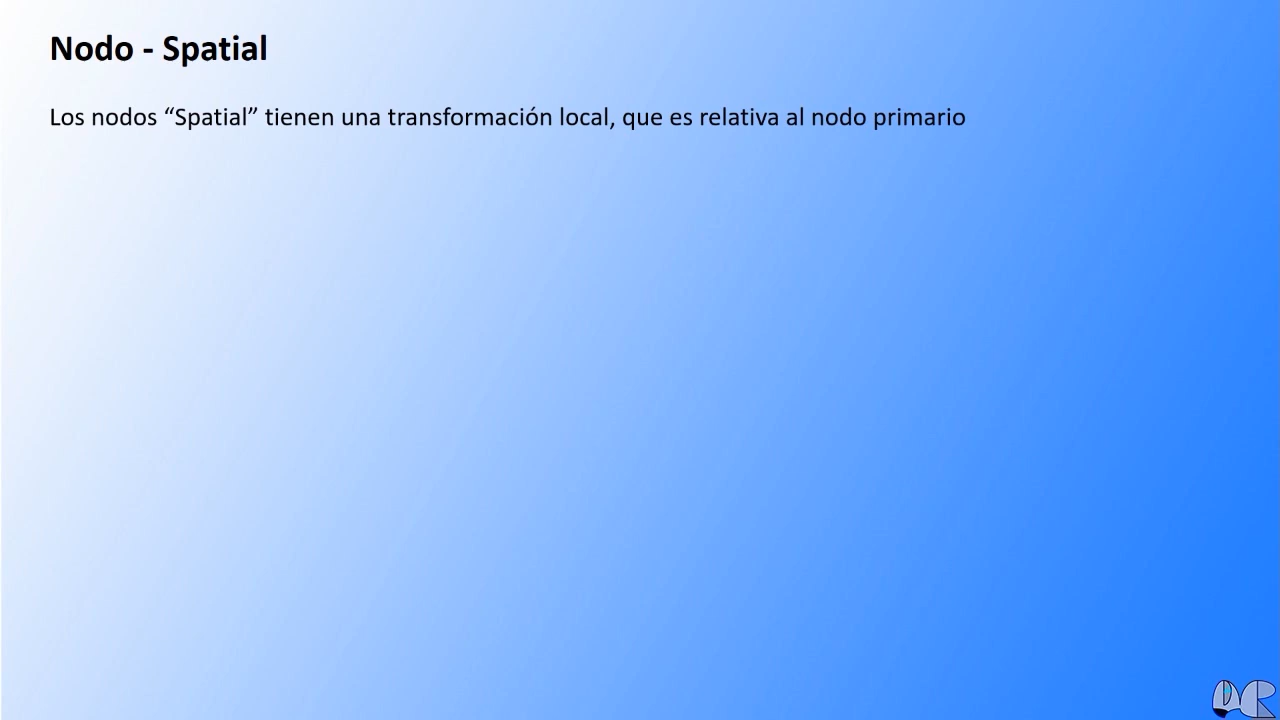 Nodo - Spatial
Los nodos “Spatial” tienen una transformación local, que es relativa al nodo primario